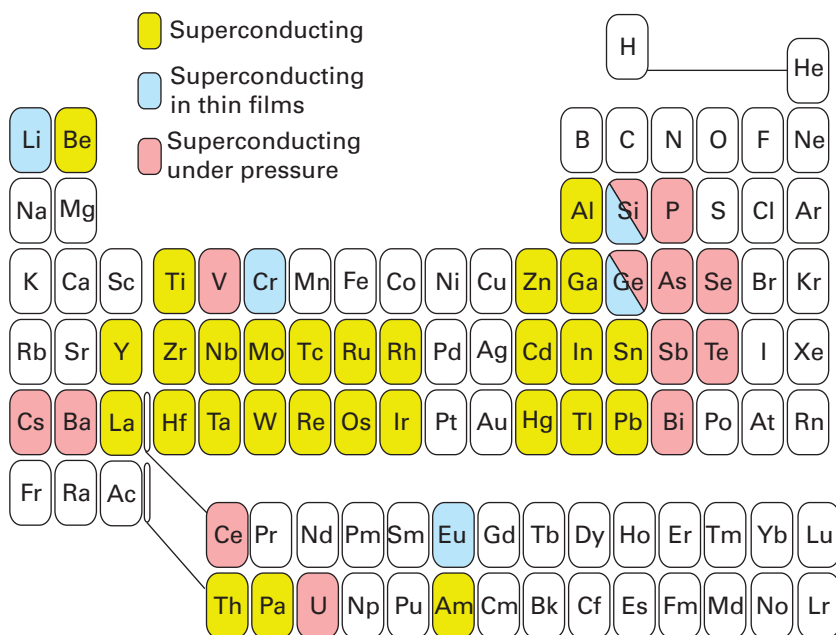 Superconducting
Superconducting
in thin films
Superconducting
under pressure
H
He
Li Be B C N O F Ne
Na Mg Al Si P S Cl Ar
K Ca Sc Ti V Cr Mn Fe Co Ni Cu Zn Ga Ge As Se Br Kr
Rb Sr Y Zr Nb Mo Tc Ru Rh Pd Ag Cd In Sn Sb Te I Xe
Cs Ba La Hf Ta W Re Os Ir Pt Au Hg Tl Pb Bi Po At Rn
Fr Ra Ac
Ce Pr Nd Pm Sm Eu Gd Tb Dy Ho Er Tm Yb Lu
Th Pa U Np Pu Am Cm Bk Cf Es Fm Md No Lr